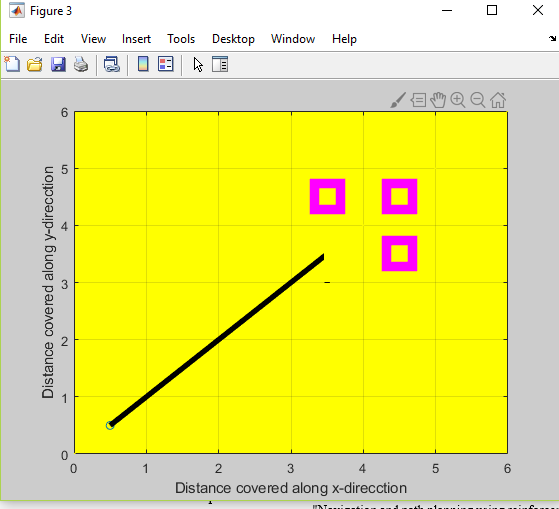 Figure 3
File Edit View Insert Tools Desktop Window Help
6
5
4
3
2
1
0
Distance covered along y-direcction
0 1 2 3 4 5 6
Distance covered along x-direcction
"Navigation and path planning using reinforce